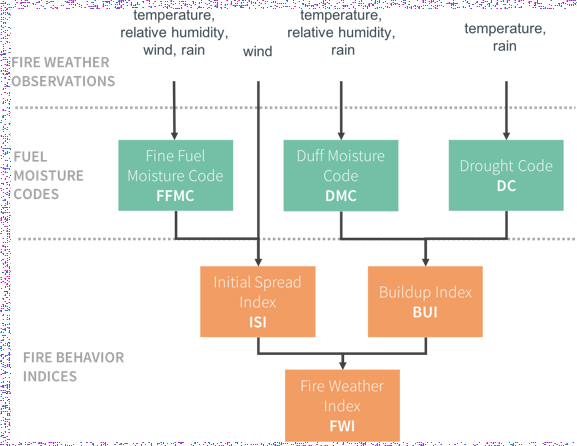 temperature,
relative humidity,
wind, rain
wind
temperature,
relative humidity,
rain
temperature,
rain
FIRE WEATHER
OBSERVATIONS
FUEL
MOISTURE
CODES
Fine Fuel
Moisture Code
FFMC
Duff Moisture
Code
DMC
Drought Code
DC
Initial Spread
Index
ISI
Buildup Index
BUI
FIRE BEHAVIOR
INDICES
Fire Weather
Index
FWI